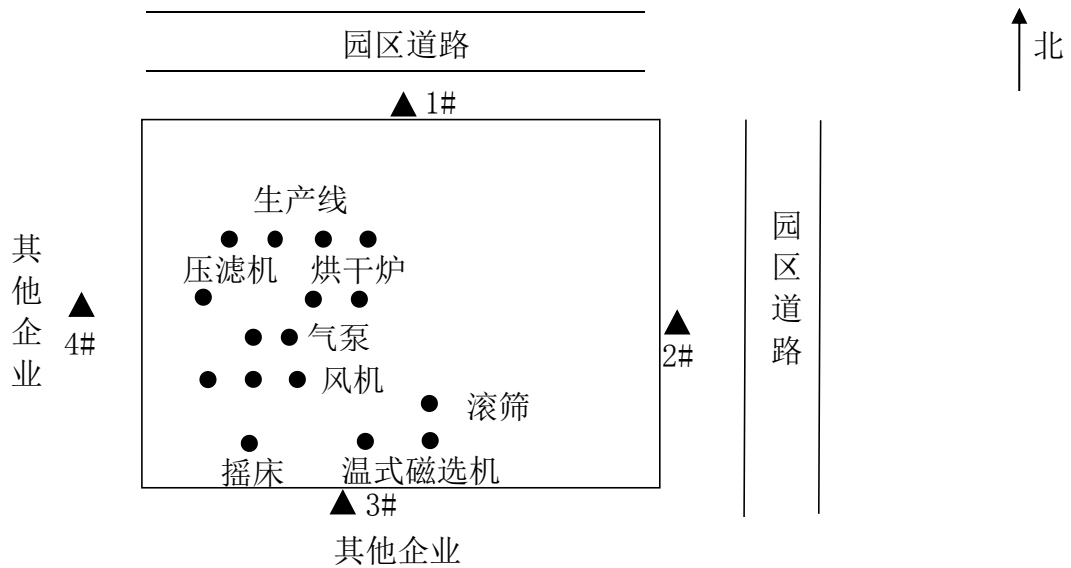 园区道路
北
1#
生产线
园区道路
压滤机
烘干炉
其他企业
4#
气泵
2#
风机
滚筛
摇床
温式磁选机
3#
其他企业